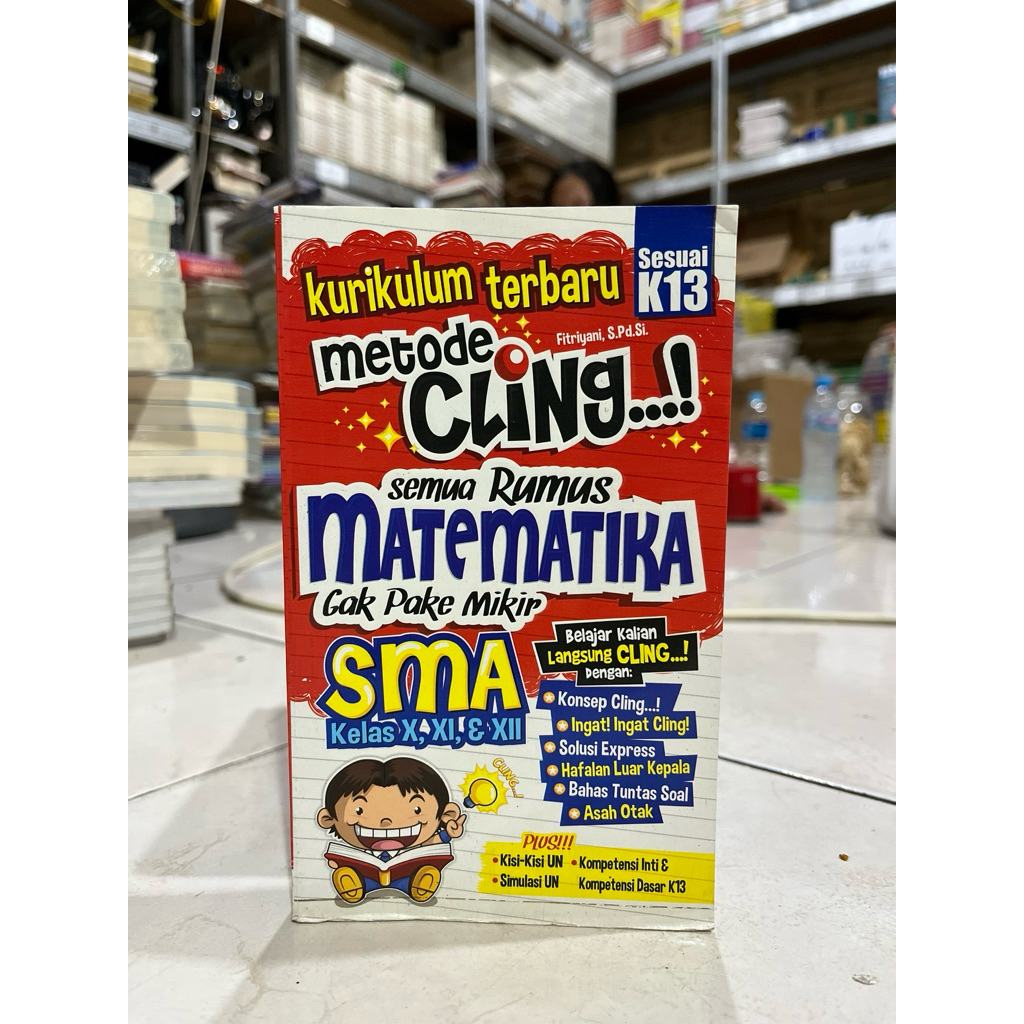 Sesuai
K13
kurikulum terbaru
Fitriyani, S.Pd.Si.
metode
CLING...!
semua Rumus
MATEMATIKA
Gak Pake Mikir
SMA
Kelas X, XI, & XII
Belajar Kalian
Langsung CLING...!
Dengan:
Konsep Cling...!
Ingat! Ingat Cling!
Solusi Express
Hafalan Luar Kepala
Bahas Tuntas Soal
Asah Otak
CLING...!
PLUS!!!
• Kisi-Kisi UN
• Simulasi UN
• Kompetensi Inti &
Kompetensi Dasar K13